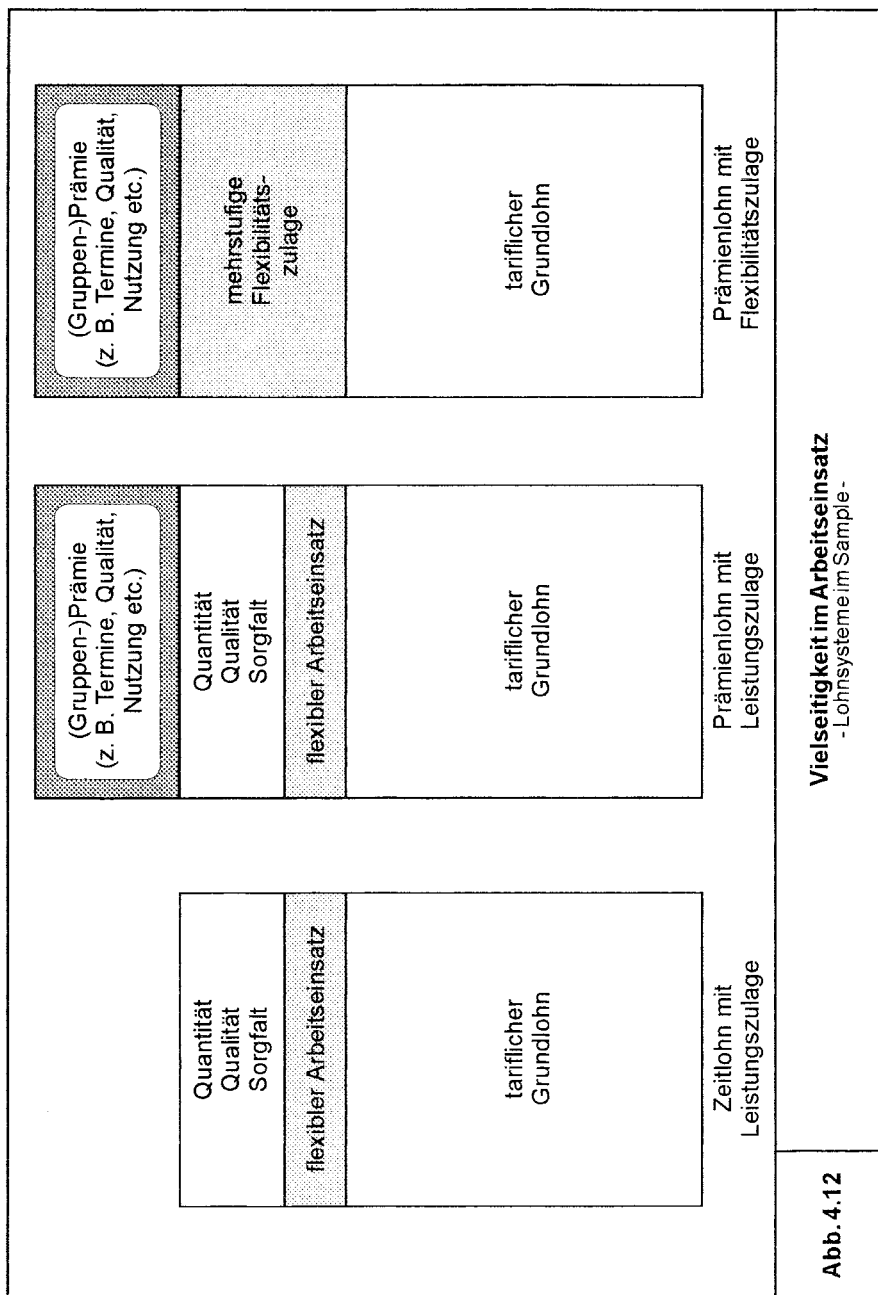 Quantität
Qualität
Sorgfalt
flexibler Arbeitseinsatz
tariflicher
Grundlohn
Zeitlohn mit
Leistungszulage
(Gruppen-)Prämie
(z. B. Termine, Qualität,
Nutzung etc.)
Quantität
Qualität
Sorgfalt
flexibler Arbeitseinsatz
tariflicher
Grundlohn
Prämienlohn mit
Leistungszulage
(Gruppen-)Prämie
(z. B. Termine, Qualität,
Nutzung etc.)
mehrstufige
Flexibilitäts-
zulage
tariflicher
Grundlohn
Prämienlohn mit
Flexibilitätszulage
Abb. 4.12
Vielseitigkeit im Arbeitseinsatz
- Lohnsysteme im Sample -